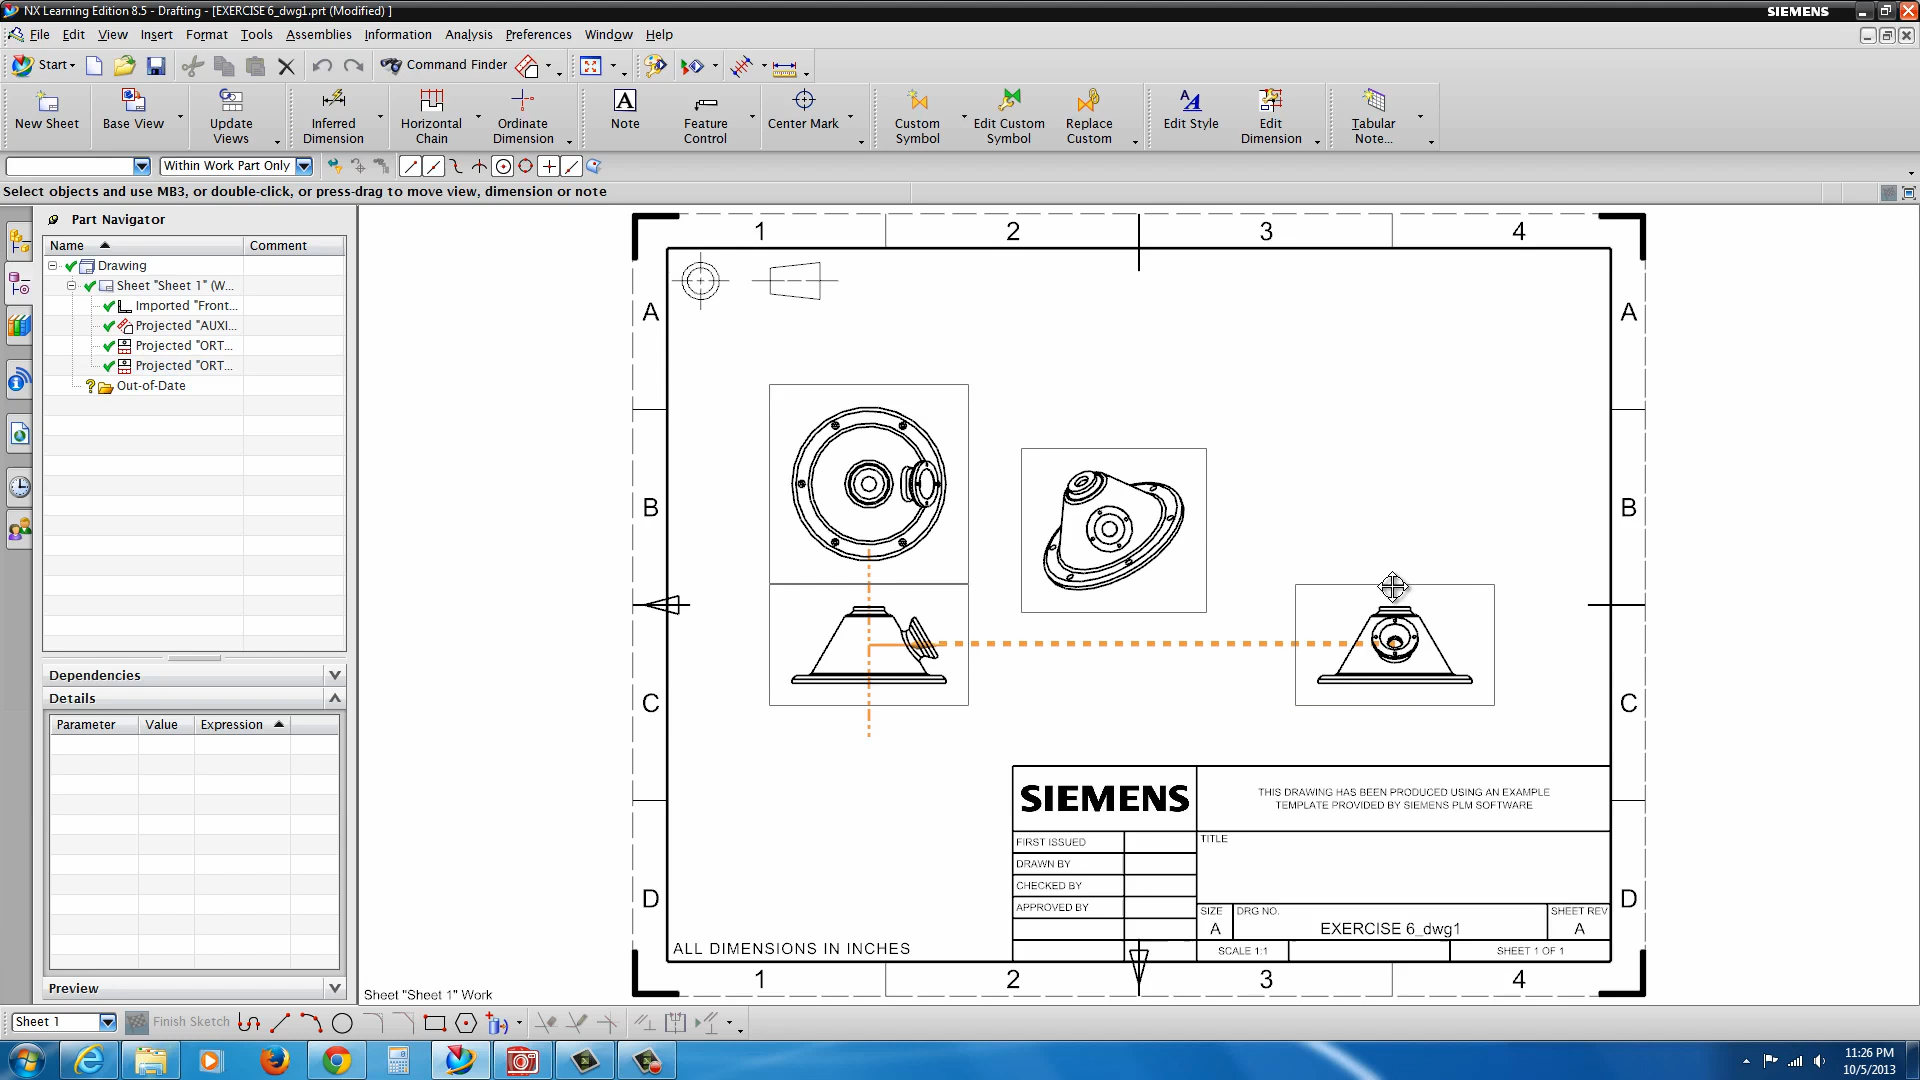 NX Learning Edition 8.5 - Drafting - [EXERCISE 6_dwg1.prt (Modified) ]
SIEMENS
File Edit View Insert Format Tools Assemblies Information Analysis Preferences Window Help
Start
Command Finder
New Sheet
Base View
Update Views
Inferred Dimension
Horizontal Chain
Ordinate Dimension
Note
Feature Control
Center Mark
Custom Symbol
Edit Custom Symbol
Replace Custom
Edit Style
Edit Dimension
Tabular Note...
Within Work Part Only
Select objects and use MB3, or double-click, or press-drag to move view, dimension or note
Part Navigator
Name Comment
Drawing
Sheet "Sheet 1" (W...
Imported "Front...
Projected "AUXI...
Projected "ORT...
Projected "ORT...
Out-of-Date
Dependencies
Details
Parameter Value Expression
Preview
1 2 3 4
A A
B B
C C
D D
SIEMENS
THIS DRAWING HAS BEEN PRODUCED USING AN EXAMPLE
TEMPLATE PROVIDED BY SIEMENS PLM SOFTWARE
FIRST ISSUED
DRAWN BY
CHECKED BY
APPROVED BY
TITLE
SIZE DRG NO. SHEET REV
A EXERCISE 6_dwg1 A
SCALE 1:1 SHEET 1 OF 1
ALL DIMENSIONS IN INCHES
1 2 3 4
Sheet "Sheet 1" Work
Sheet 1
Finish Sketch
11:26 PM
10/5/2013